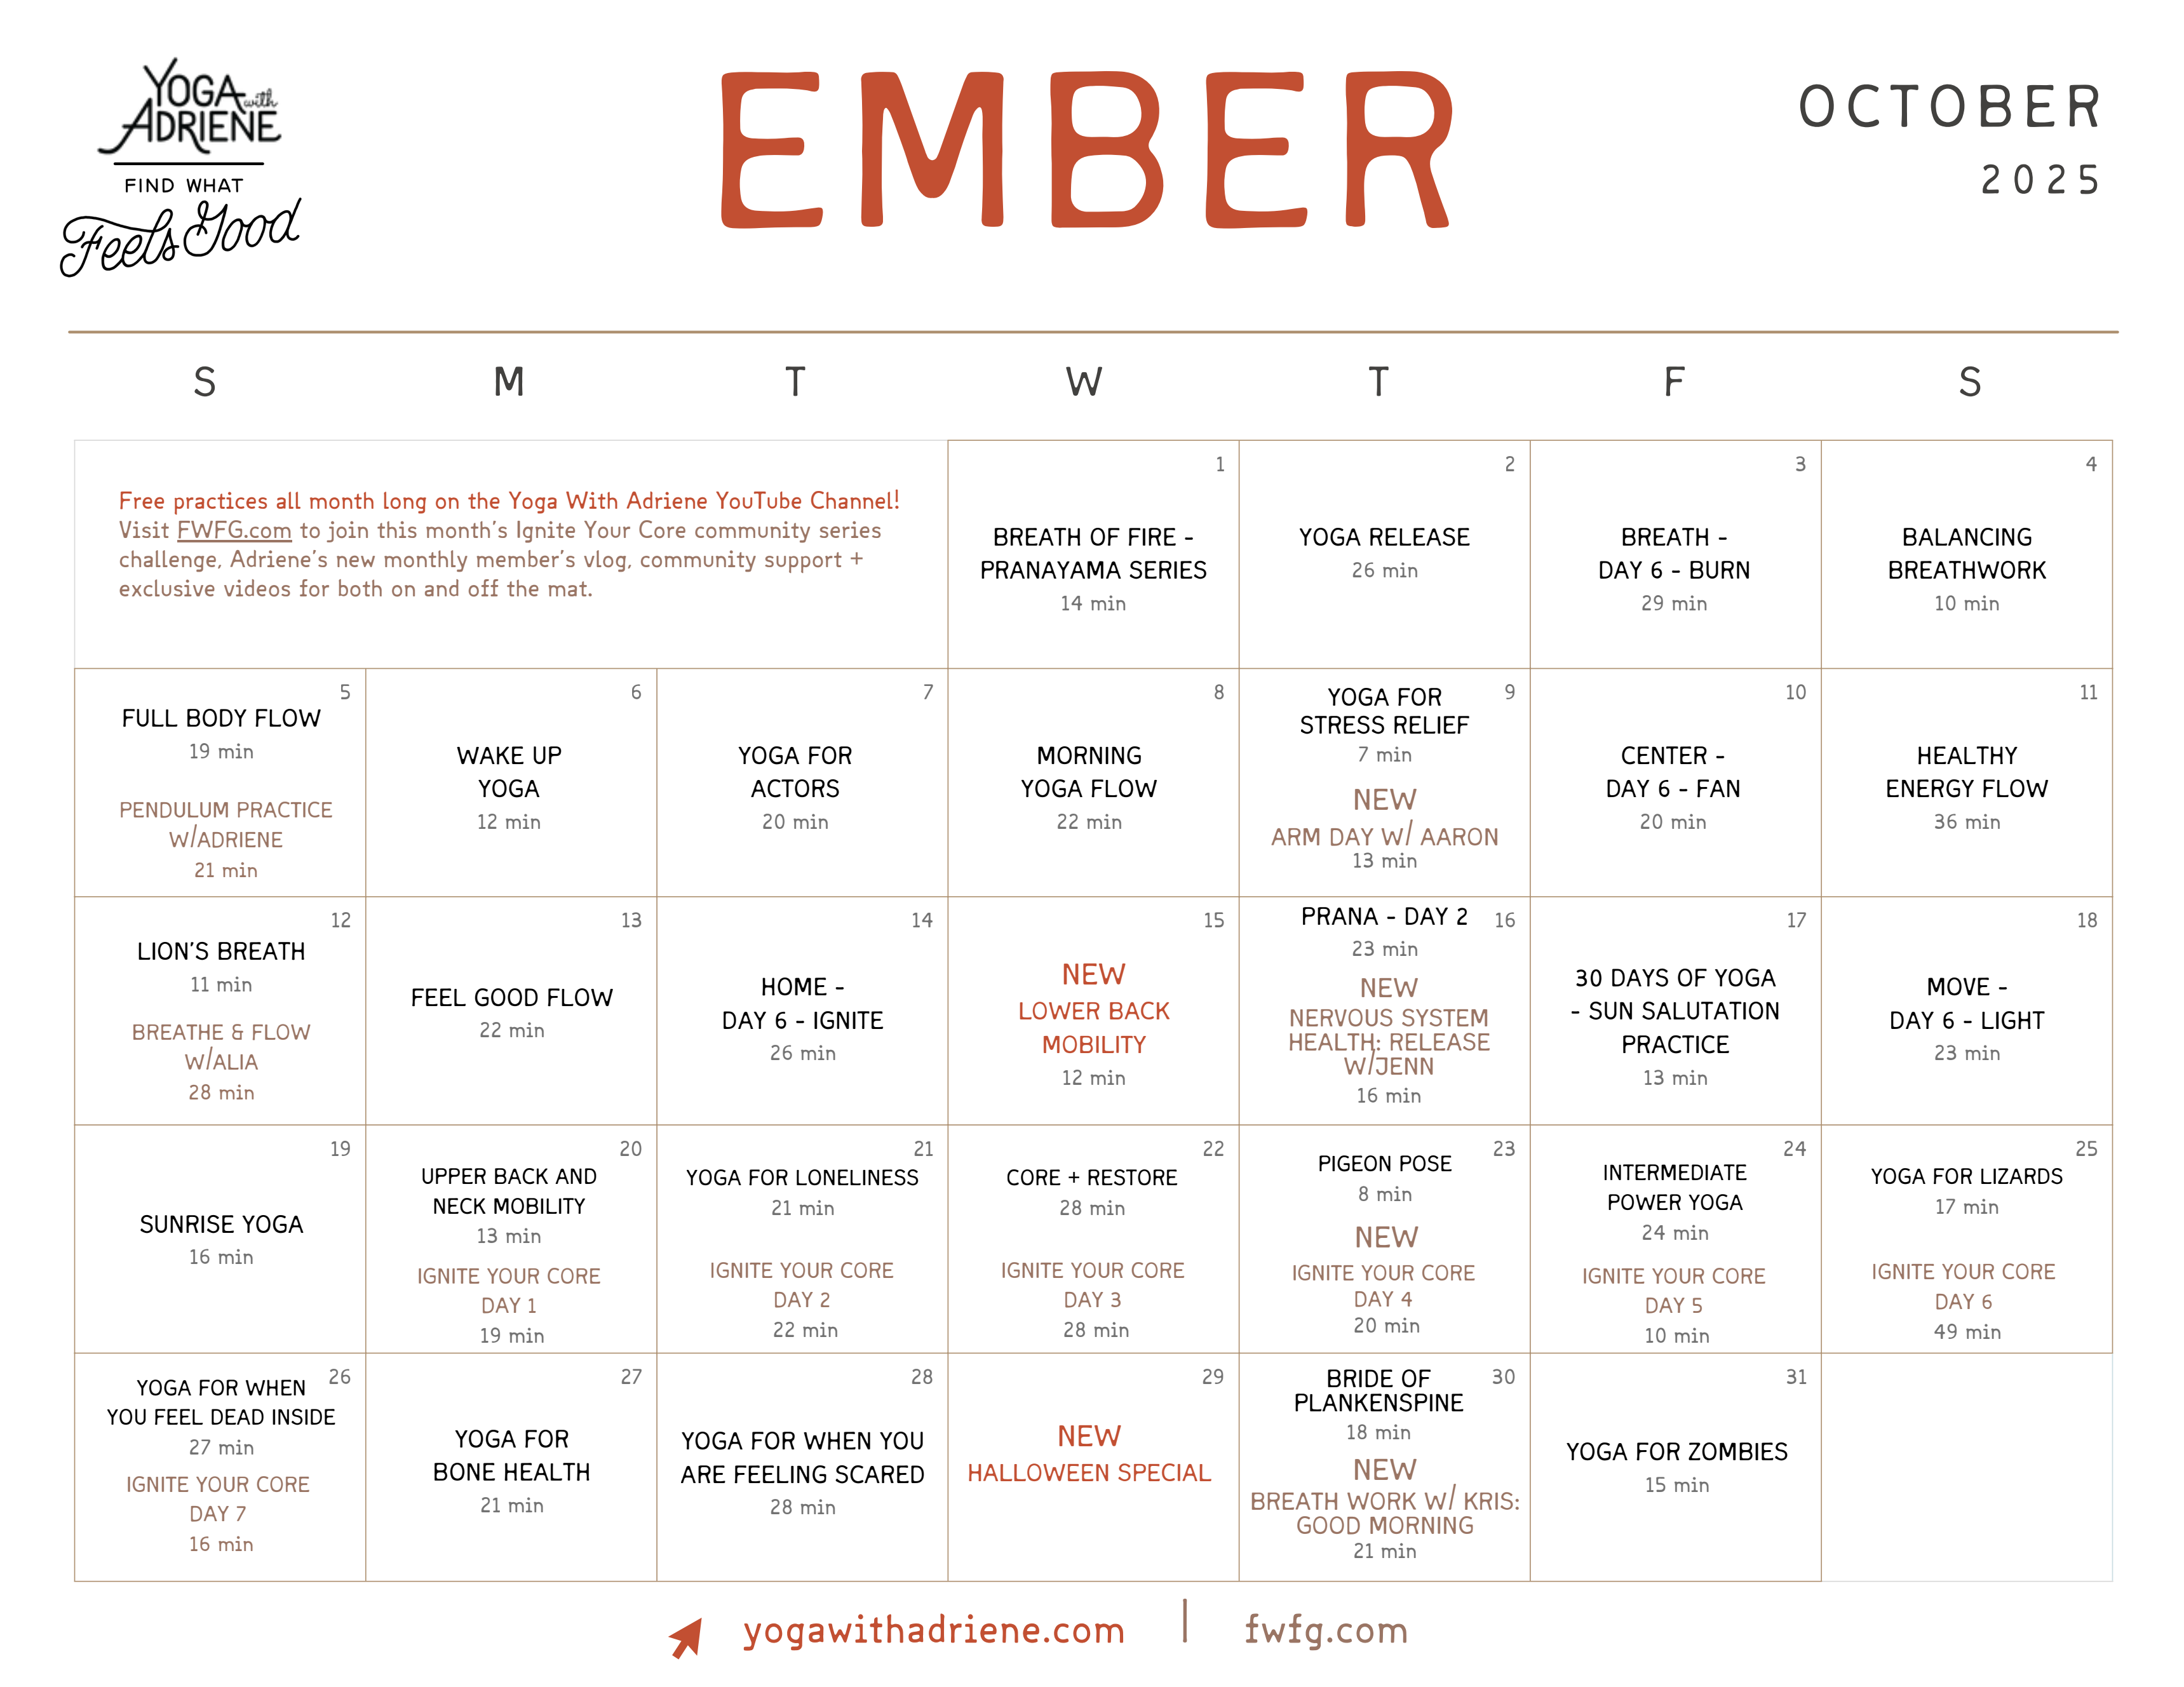 YOGA with
ADRIENE
FIND WHAT
Feels Good
EMBER
OCTOBER
2025
S M T W T F S
Free practices all month long on the Yoga With Adriene YouTube Channel!
Visit FWFG.com to join this month's Ignite Your Core community series
challenge, Adriene's new monthly member's vlog, community support +
exclusive videos for both on and off the mat.
1
BREATH OF FIRE -
PRANAYAMA SERIES
14 min
2
YOGA RELEASE
26 min
3
BREATH -
DAY 6 - BURN
29 min
4
BALANCING
BREATHWORK
10 min
5
FULL BODY FLOW
19 min
PENDULUM PRACTICE
W/ADRIENE
21 min
6
WAKE UP
YOGA
12 min
7
YOGA FOR
ACTORS
20 min
8
MORNING
YOGA FLOW
22 min
9
YOGA FOR
STRESS RELIEF
7 min
NEW
ARM DAY W/ AARON
13 min
10
CENTER -
DAY 6 - FAN
20 min
11
HEALTHY
ENERGY FLOW
36 min
12
LION'S BREATH
11 min
BREATHE & FLOW
W/ALIA
28 min
13
FEEL GOOD FLOW
22 min
14
HOME -
DAY 6 - IGNITE
26 min
15
NEW
LOWER BACK
MOBILITY
12 min
PRANA - DAY 2 16
23 min
NEW
NERVOUS SYSTEM
HEALTH: RELEASE
W/JENN
16 min
17
30 DAYS OF YOGA
- SUN SALUTATION
PRACTICE
13 min
18
MOVE -
DAY 6 - LIGHT
23 min
19
SUNRISE YOGA
16 min
20
UPPER BACK AND
NECK MOBILITY
13 min
IGNITE YOUR CORE
DAY 1
19 min
21
YOGA FOR LONELINESS
21 min
IGNITE YOUR CORE
DAY 2
22 min
22
CORE + RESTORE
28 min
IGNITE YOUR CORE
DAY 3
28 min
23
PIGEON POSE
8 min
NEW
IGNITE YOUR CORE
DAY 4
20 min
24
INTERMEDIATE
POWER YOGA
24 min
IGNITE YOUR CORE
DAY 5
10 min
25
YOGA FOR LIZARDS
17 min
IGNITE YOUR CORE
DAY 6
49 min
26
YOGA FOR WHEN
YOU FEEL DEAD INSIDE
27 min
IGNITE YOUR CORE
DAY 7
16 min
27
YOGA FOR
BONE HEALTH
21 min
28
YOGA FOR WHEN YOU
ARE FEELING SCARED
28 min
29
NEW
HALLOWEEN SPECIAL
30
BRIDE OF
PLANKENSPINE
18 min
NEW
BREATH WORK W/ KRIS:
GOOD MORNING
21 min
31
YOGA FOR ZOMBIES
15 min
yogawithadriene.com | fwfg.com